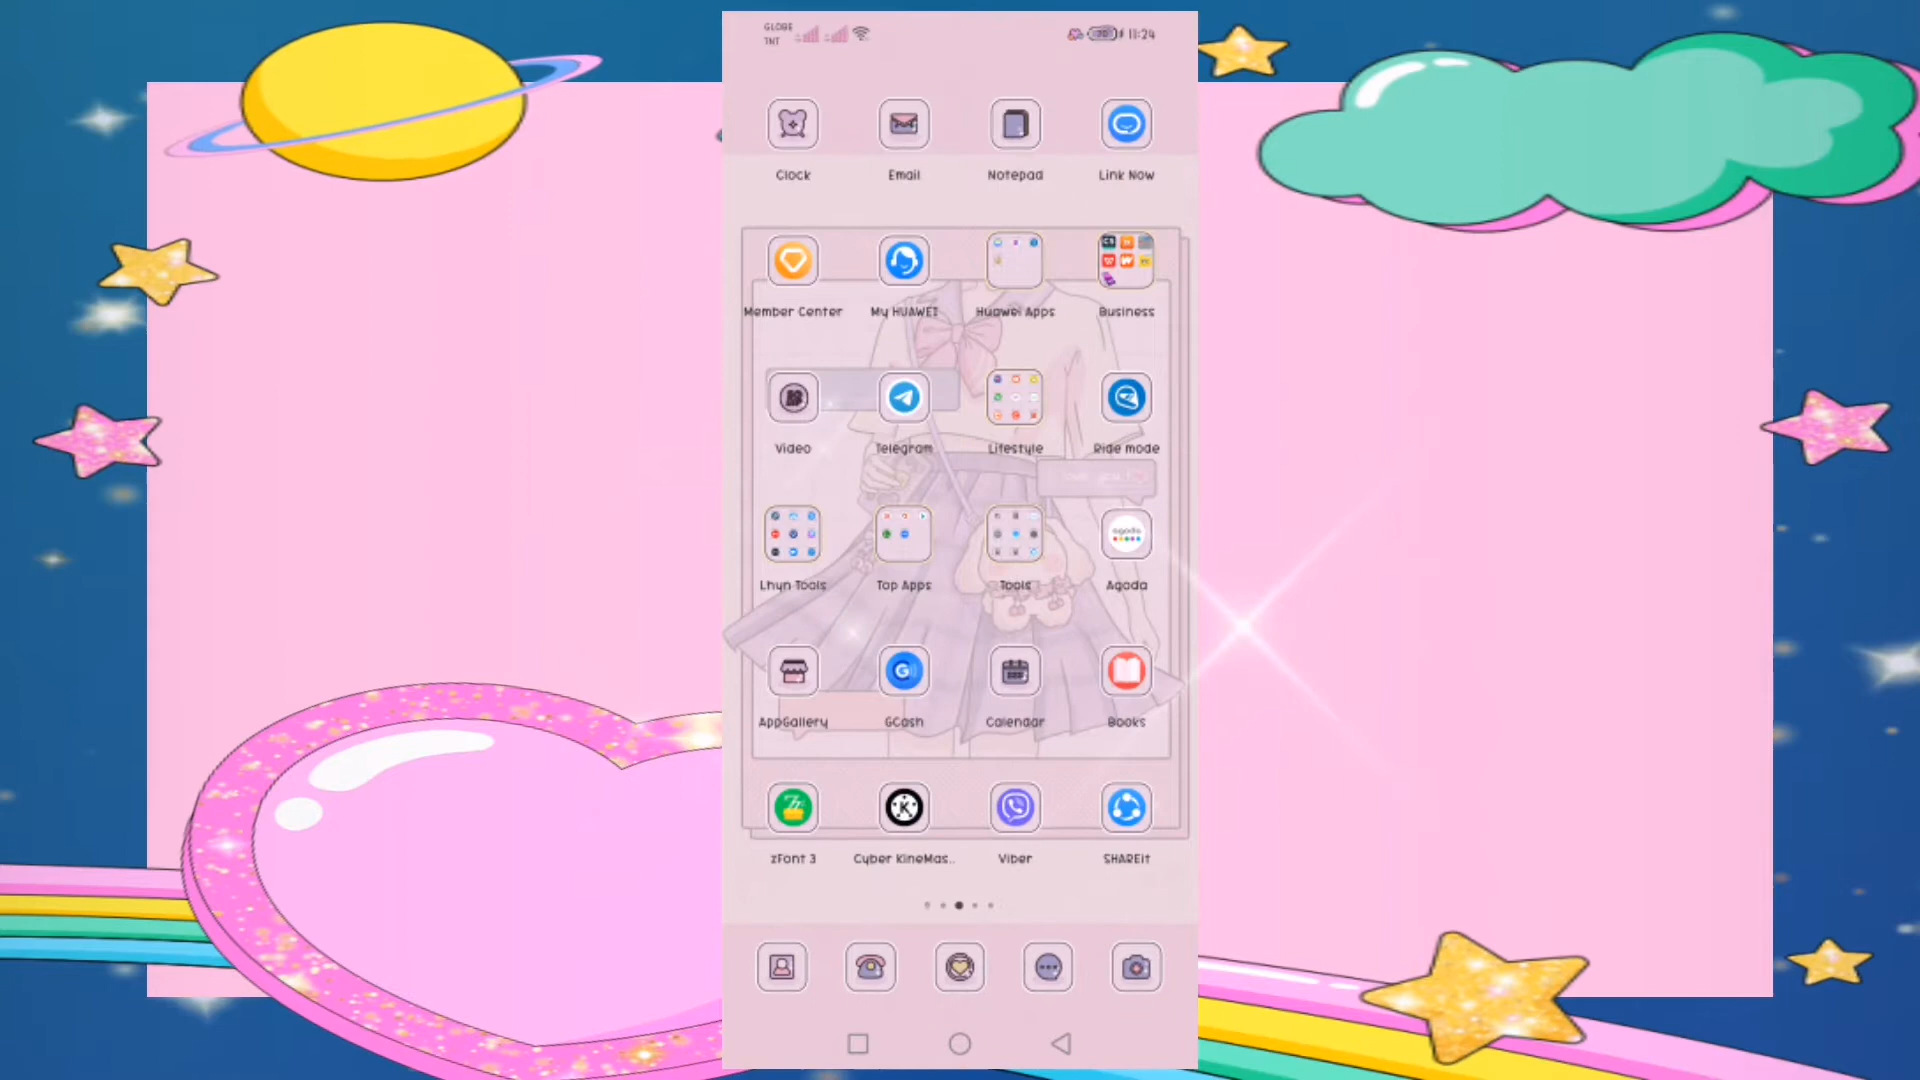 GLOBE
TNT
11:24
Clock
Email
Notepad
Link Now
Member Center
My HUAWEI
Huawei Apps
Business
Video
Telegram
Lifestyle
Ride mode
agoda
Lhyn Tools
Top Apps
Tools
Agoda
AppGallery
GCash
Calendar
Books
zFont 3
Cyber KineMas..
Viber
SHAREit